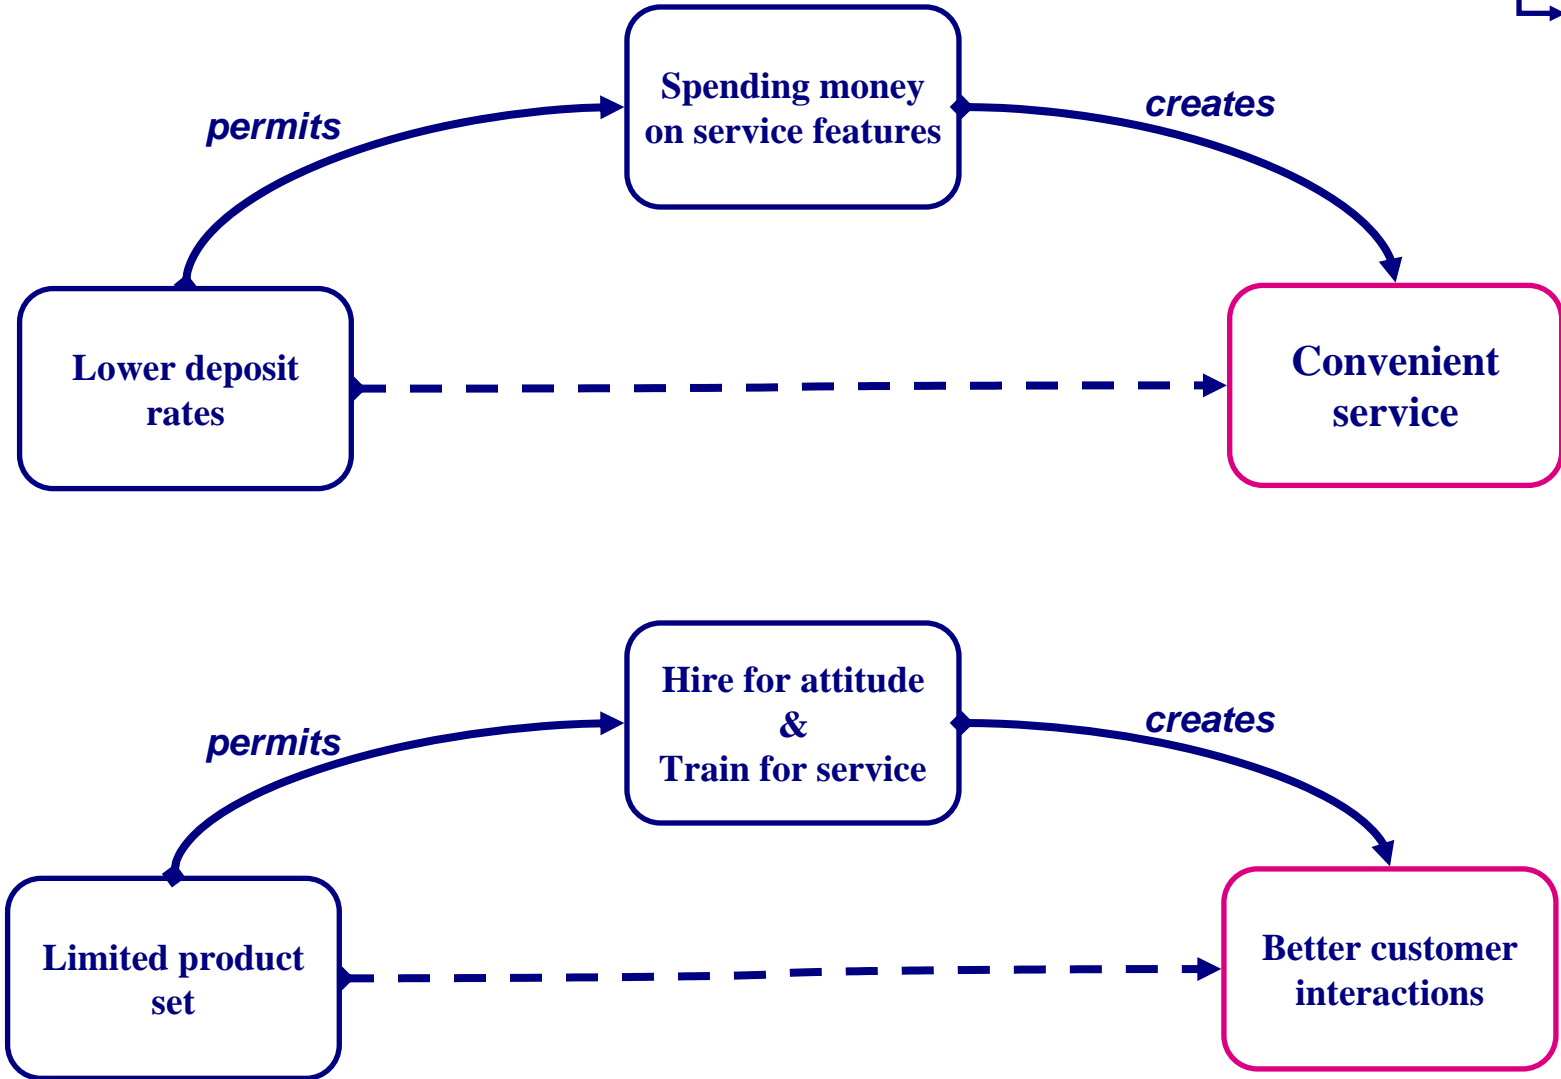 Spending money
on service features
permits
creates
Lower deposit
rates
Convenient
service
Hire for attitude
&
Train for service
permits
creates
Limited product
set
Better customer
interactions